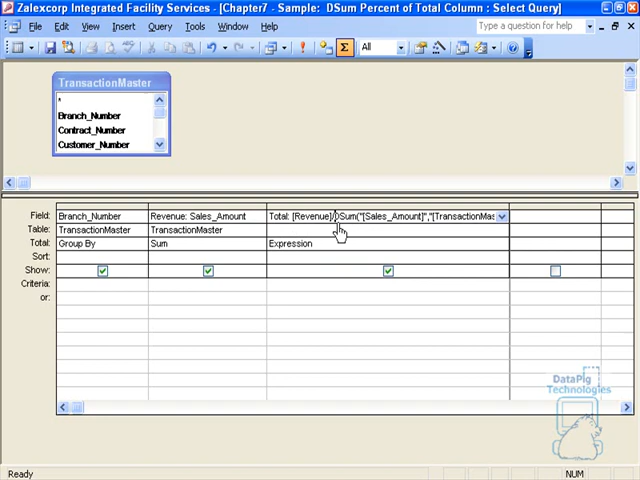 Zalexcorp Integrated Facility Services - [Chapter7 - Sample: DSum Percent of Total Column : Select Query]
File Edit View Insert Query Tools Window Help Type a question for help
All
TransactionMaster
*
Branch_Number
Contract_Number
Customer_Number
Field: Branch_Number Revenue: Sales_Amount Total: [Revenue]/DSum("[Sales_Amount]","[TransactionMas
Table: TransactionMaster TransactionMaster
Total: Group By Sum Expression
Sort:
Show:
Criteria:
or:
DataPig
Technologies
Ready NUM